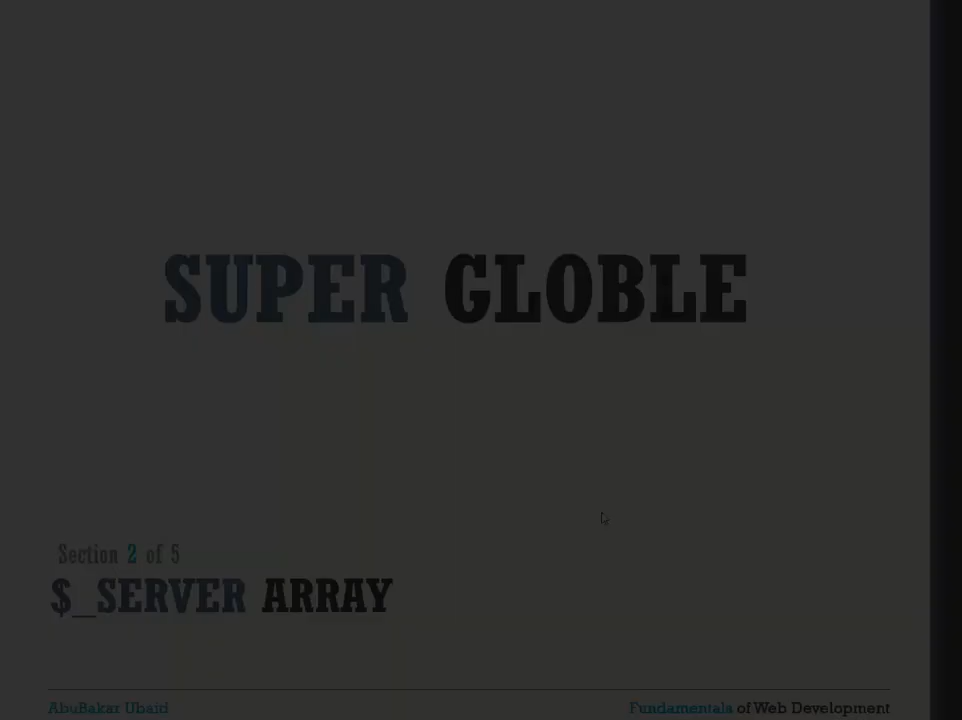 SUPER GLOBLE
Section 2 of 5
$_SERVER ARRAY
AbuBakar Ubaid
Fundamentals of Web Development